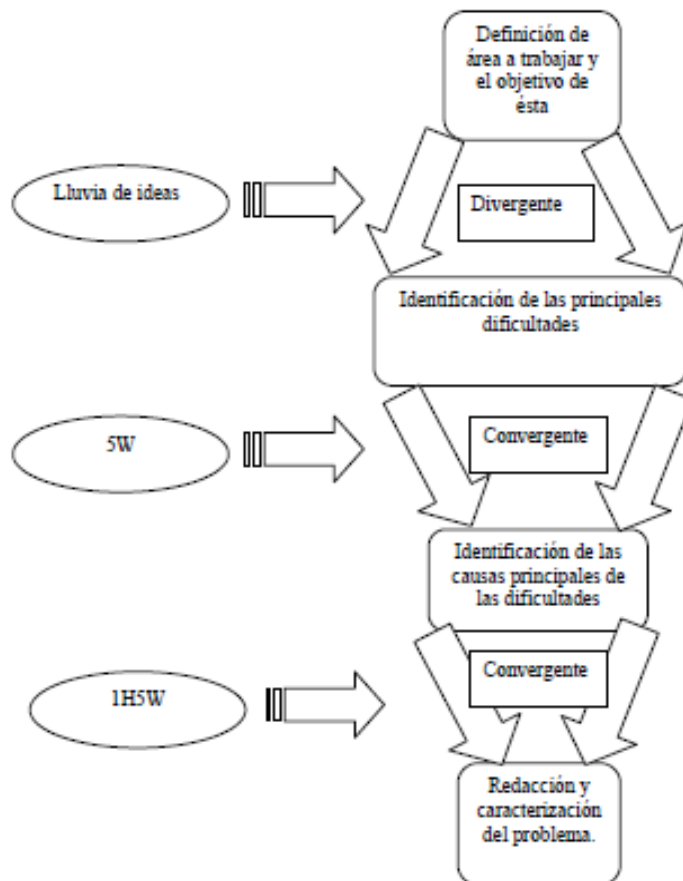 Definición de
área a trabajar y
el objetivo de
ésta
Lluvia de ideas
Divergente
Identificación de las principales
dificultades
5W
Convergente
Identificación de las
causas principales de
las dificultades
1H5W
Convergente
Redacción y
caracterización
del problema.